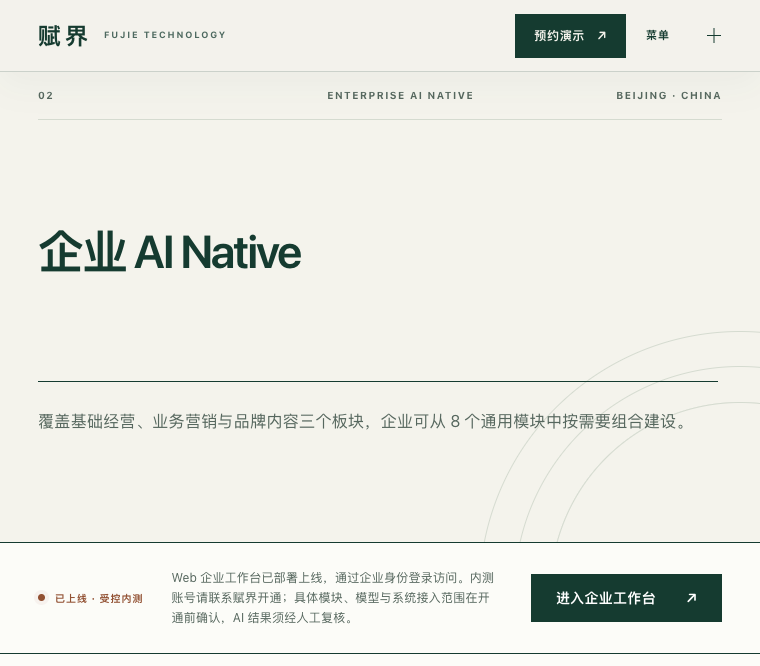 赋界 FUJIE TECHNOLOGY 预约演示 菜单
02 ENTERPRISE AI NATIVE BEIJING · CHINA
企业 AI Native
覆盖基础经营、业务营销与品牌内容三个板块，企业可从 8 个通用模块中按需要组合建设。
已上线 · 受控内测
Web 企业工作台已部署上线，通过企业身份登录访问。内测
账号请联系赋界开通；具体模块、模型与系统接入范围在开
通前确认，AI 结果须经人工复核。
进入企业工作台